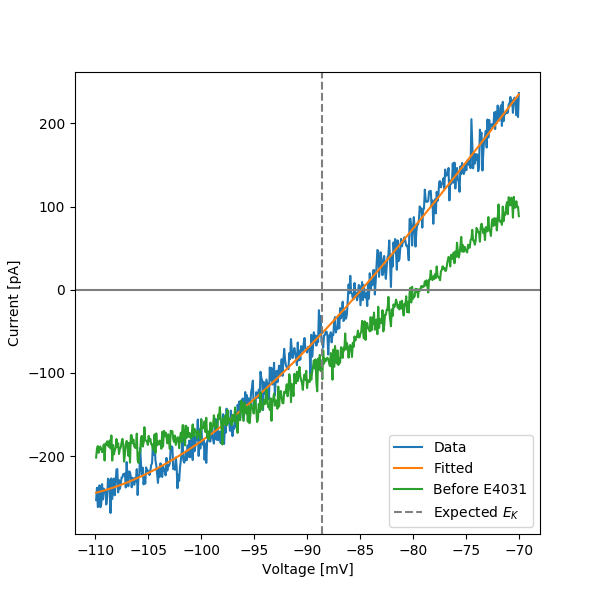 200
100
0
−100
−200
Current [pA]
−110 −105 −100 −95 −90 −85 −80 −75 −70
Voltage [mV]
Data
Fitted
Before E4031
Expected E_K